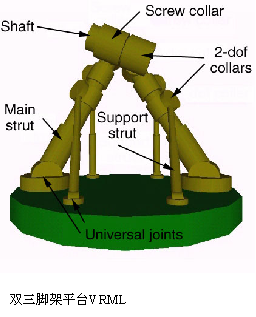 Screw collar
Shaft
2-dof
collars
Main
strut
Support
strut
Universal joints
双三脚架平台VRML